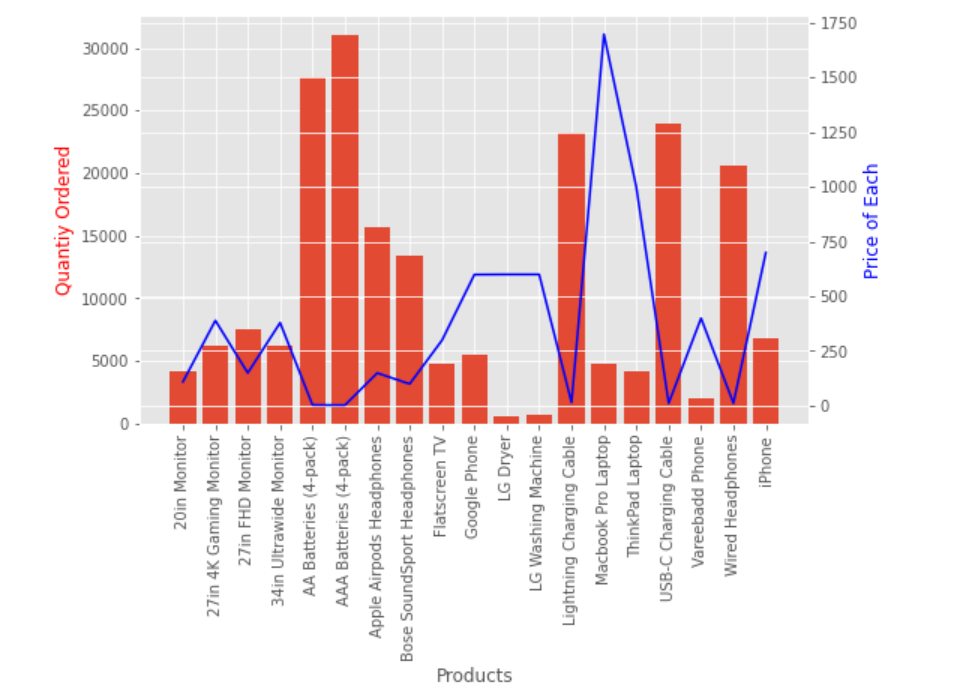 30000
25000
20000
15000
10000
5000
0
Quantiy Ordered
1750
1500
1250
1000
750
500
250
0
Price of Each
20in Monitor
27in 4K Gaming Monitor
27in FHD Monitor
34in Ultrawide Monitor
AA Batteries (4-pack)
AAA Batteries (4-pack)
Apple Airpods Headphones
Bose SoundSport Headphones
Flatscreen TV
Google Phone
LG Dryer
LG Washing Machine
Lightning Charging Cable
Macbook Pro Laptop
ThinkPad Laptop
USB-C Charging Cable
Vareebadd Phone
Wired Headphones
iPhone
Products